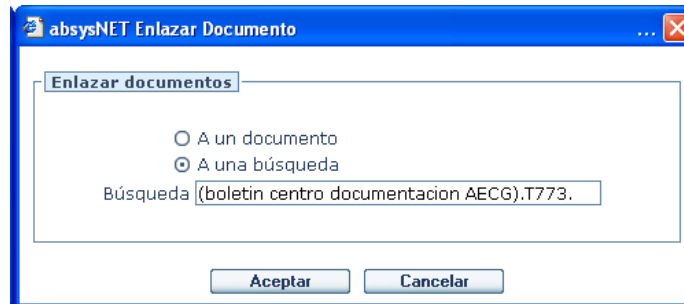 absysNET Enlazar Documento ...
Enlazar documentos
A un documento
A una búsqueda
Búsqueda (boletin centro documentacion AECG).T773.
Aceptar Cancelar